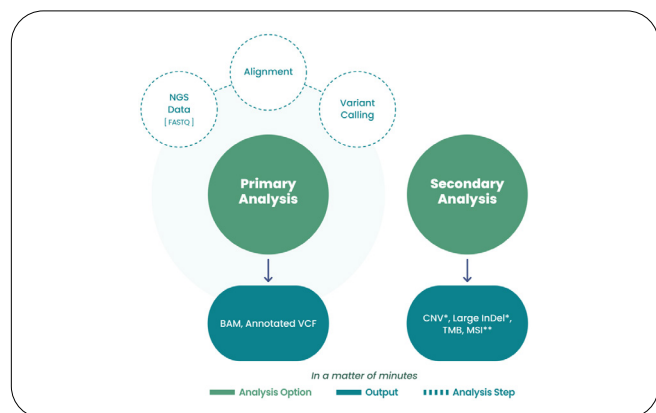 Alignment
NGS
Data
[ FASTQ ]
Variant
Calling
Primary
Analysis
Secondary
Analysis
BAM, Annotated VCF
CNV*, Large InDel*,
TMB, MSI**
In a matter of minutes
Analysis Option
Output
Analysis Step